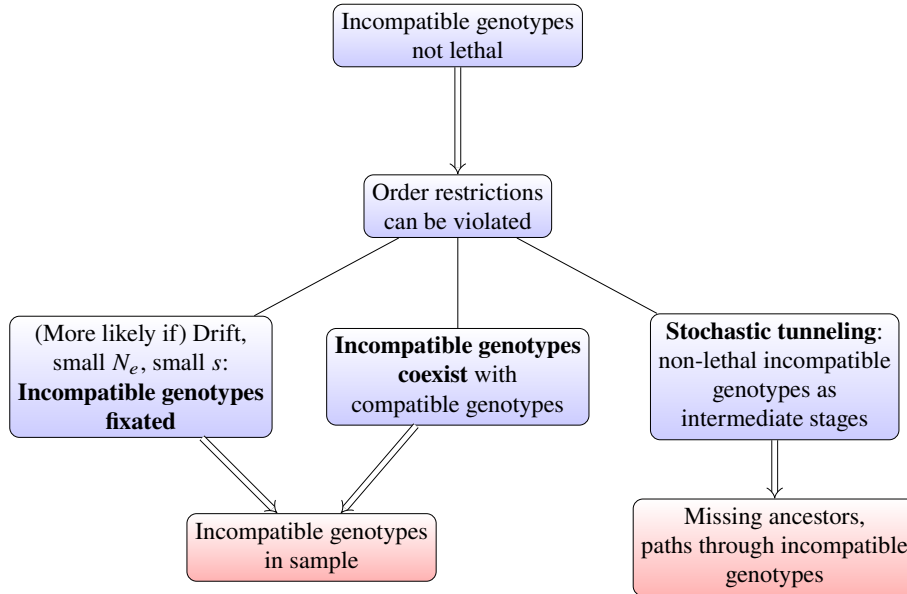 Incompatible genotypes
not lethal
Order restrictions
can be violated
(More likely if) Drift,
small Nₑ, small s:
Incompatible genotypes
fixated
Incompatible genotypes
coexist with
compatible genotypes
Stochastic tunneling:
non-lethal incompatible
genotypes as
intermediate stages
Incompatible genotypes
in sample
Missing ancestors,
paths through incompatible
genotypes